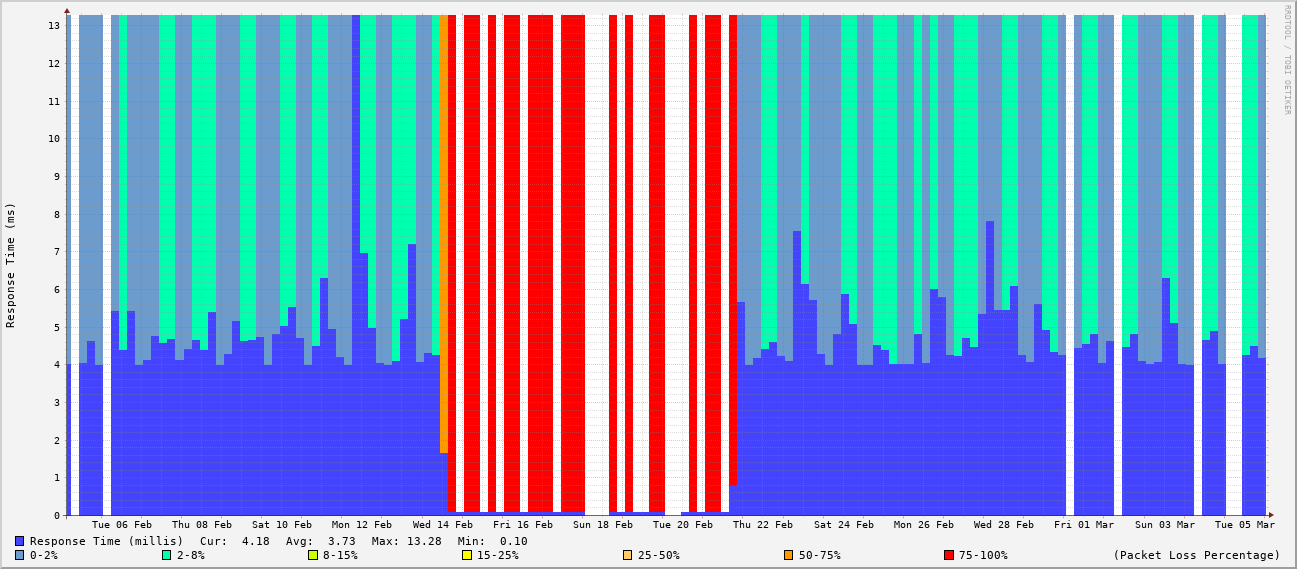 RRDTOOL / TOBI OETIKER
Response Time (ms)
13
12
11
10
9
8
7
6
5
4
3
2
1
0
Tue 06 Feb Thu 08 Feb Sat 10 Feb Mon 12 Feb Wed 14 Feb Fri 16 Feb Sun 18 Feb Tue 20 Feb Thu 22 Feb Sat 24 Feb Mon 26 Feb Wed 28 Feb Fri 01 Mar Sun 03 Mar Tue 05 Mar
Response Time (millis) Cur: 4.18 Avg: 3.73 Max: 13.28 Min: 0.10
0-2% 2-8% 8-15% 15-25% 25-50% 50-75% 75-100% (Packet Loss Percentage)